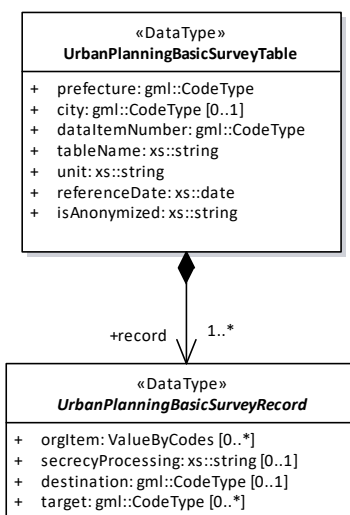 «DataType»
UrbanPlanningBasicSurveyTable
+ prefecture: gml::CodeType
+ city: gml::CodeType [0..1]
+ dataItemNumber: gml::CodeType
+ tableName: xs::string
+ unit: xs::string
+ referenceDate: xs::date
+ isAnonymized: xs::string
+record 1..*
«DataType»
UrbanPlanningBasicSurveyRecord
+ orgItem: ValueByCodes [0..*]
+ secrecyProcessing: xs::string [0..1]
+ destination: gml::CodeType [0..1]
+ target: gml::CodeType [0..*]